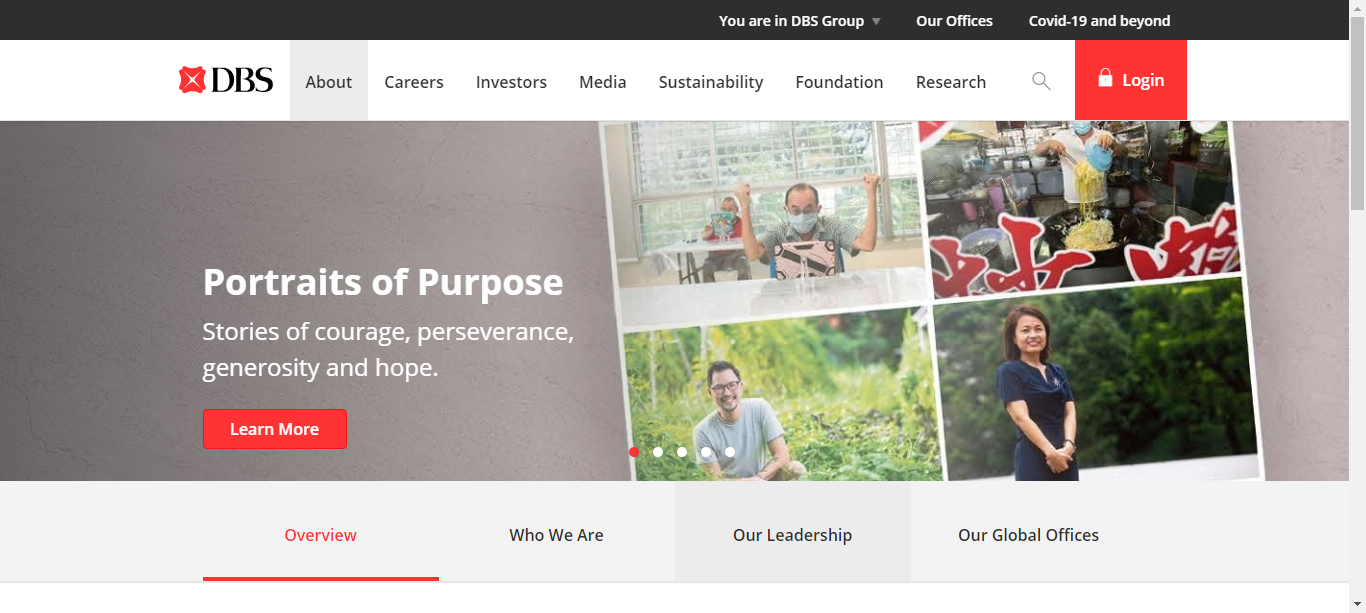 You are in DBS Group
Our Offices
Covid-19 and beyond
DBS
About
Careers
Investors
Media
Sustainability
Foundation
Research
Login
Portraits of Purpose
Stories of courage, perseverance,
generosity and hope.
Learn More
Overview
Who We Are
Our Leadership
Our Global Offices